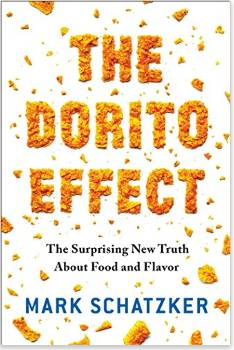 THE
DORITO
EFFECT
The Surprising New Truth
About Food and Flavor
MARK SCHATZKER